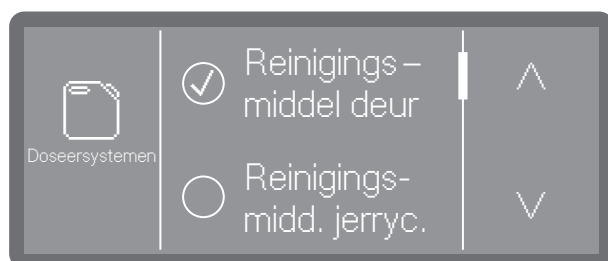 Doseersystemen
Reinigings–
middel deur
Reinigings-
midd. jerryc.